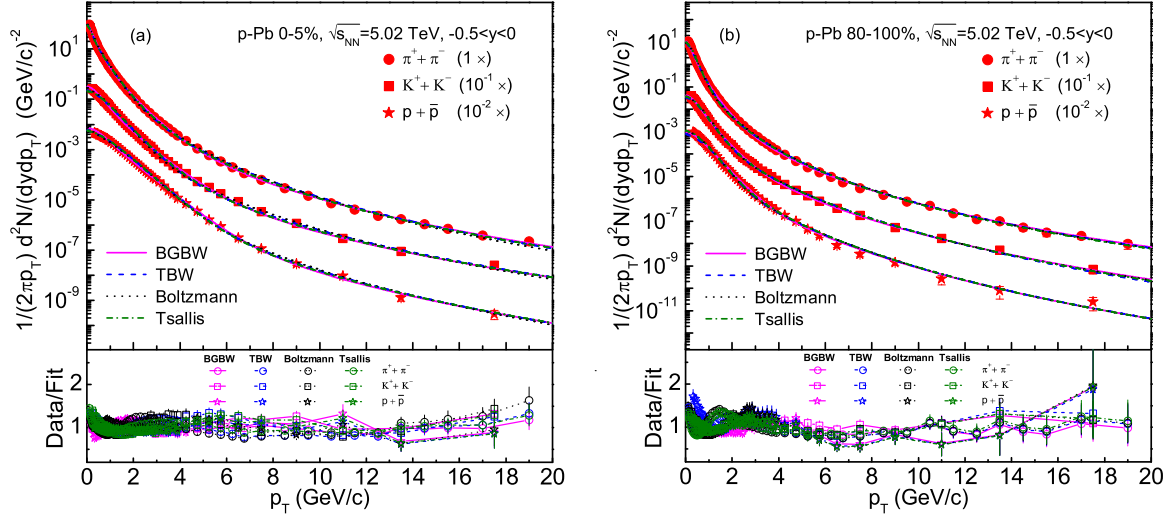 (a)
p-Pb 0-5%, √s_NN=5.02 TeV, -0.5<y<0
π⁺+π⁻ (1 ×)
K⁺+K⁻ (10⁻¹ ×)
p+p̄ (10⁻² ×)
1/(2πp_T) d²N/(dydp_T) (GeV/c)⁻²
10¹
10⁻¹
10⁻³
10⁻⁵
10⁻⁷
10⁻⁹
BGBW
TBW
Boltzmann
Tsallis
BGBW TBW Boltzmann Tsallis
π⁺+π⁻
K⁺+K⁻
p+p̄
Data/Fit
2
1
0 2 4 6 8 10 12 14 16 18 20
p_T (GeV/c)
(b)
p-Pb 80-100%, √s_NN=5.02 TeV, -0.5<y<0
π⁺+π⁻ (1 ×)
K⁺+K⁻ (10⁻¹ ×)
p+p̄ (10⁻² ×)
1/(2πp_T) d²N/(dydp_T) (GeV/c)⁻²
10¹
10⁻¹
10⁻³
10⁻⁵
10⁻⁷
10⁻⁹
10⁻¹¹
BGBW
TBW
Boltzmann
Tsallis
BGBW TBW Boltzmann Tsallis
π⁺+π⁻
K⁺+K⁻
p+p̄
Data/Fit
2
1
0 2 4 6 8 10 12 14 16 18 20
p_T (GeV/c)